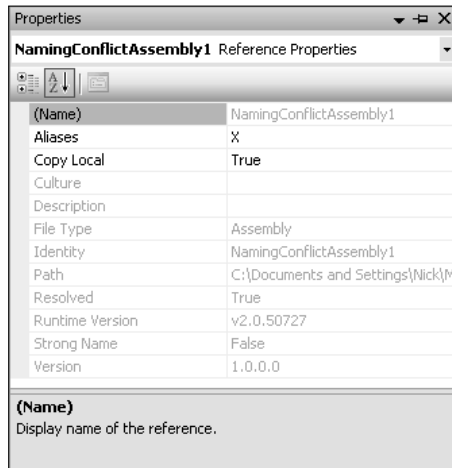 Properties
NamingConflictAssembly1 Reference Properties
A Z
(Name) NamingConflictAssembly1
Aliases X
Copy Local True
Culture
Description
File Type Assembly
Identity NamingConflictAssembly1
Path C:\Documents and Settings\Nick\M
Resolved True
Runtime Version v2.0.50727
Strong Name False
Version 1.0.0.0
(Name)
Display name of the reference.